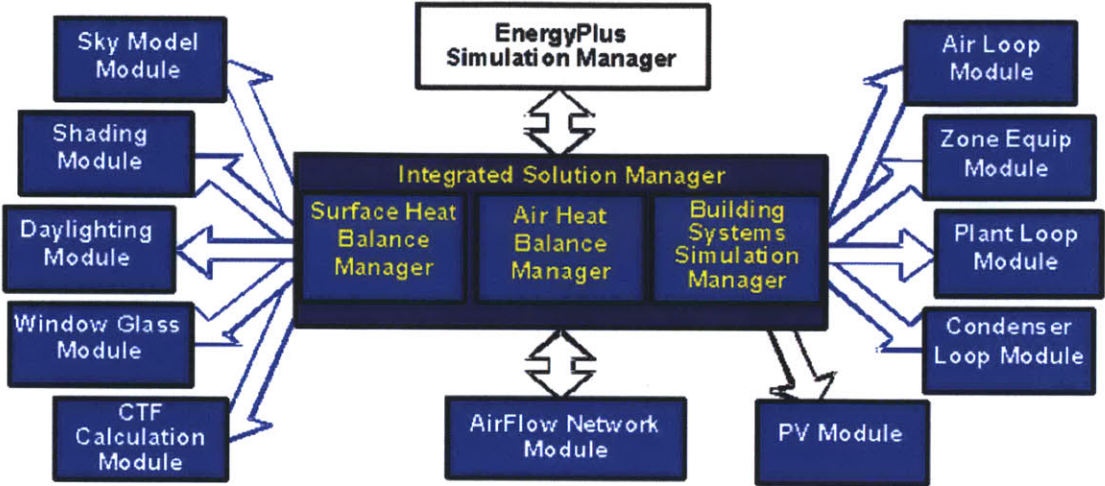 EnergyPlus
Simulation Manager
Sky Model
Module
Shading
Module
Daylighting
Module
Window Glass
Module
CTF
Calculation
Module
Integrated Solution Manager
Surface Heat
Balance
Manager
Air Heat
Balance
Manager
Building
Systems
Simulation
Manager
Air Loop
Module
Zone Equip
Module
Plant Loop
Module
Condenser
Loop Module
AirFlow Network
Module
PV Module